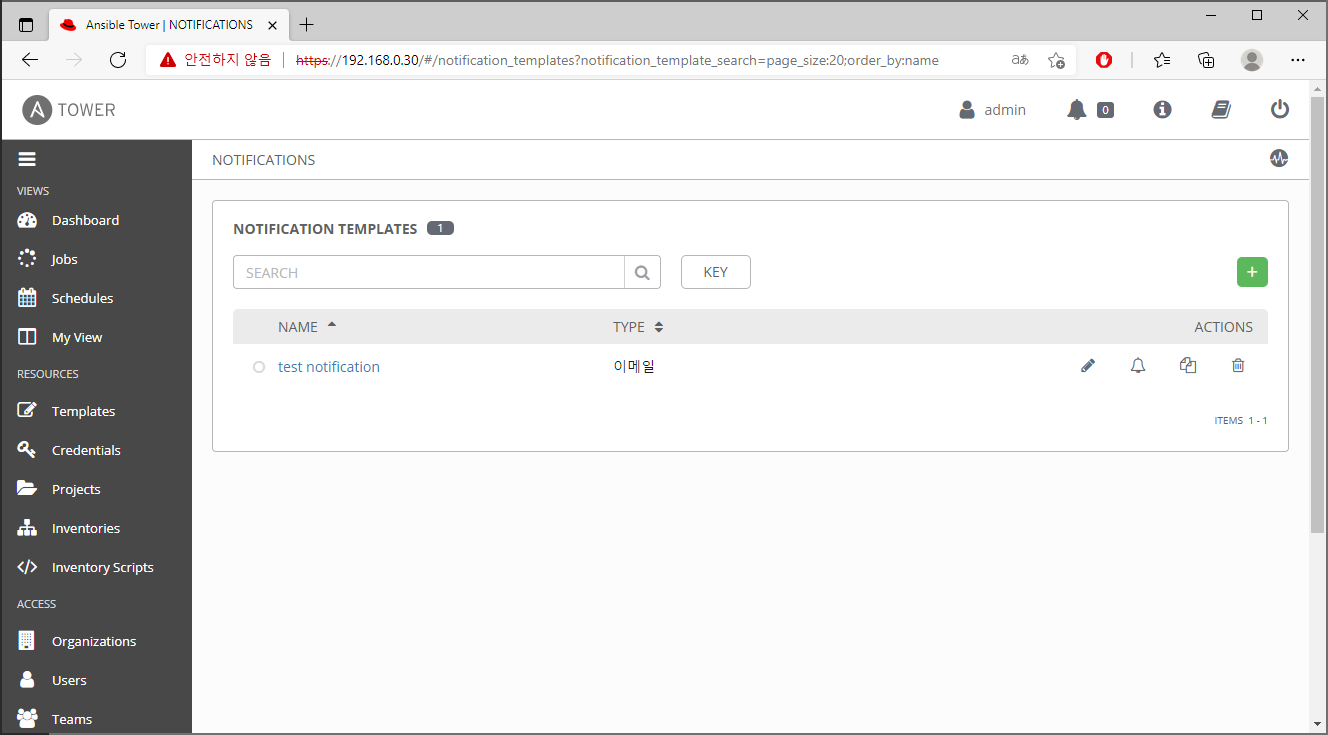 Ansible Tower | NOTIFICATIONS
안전하지 않음 https://192.168.0.30/#/notification_templates?notification_template_search=page_size:20;order_by:name aあ
A TOWER admin 0
VIEWS
Dashboard
Jobs
Schedules
My View
RESOURCES
Templates
Credentials
Projects
Inventories
Inventory Scripts
ACCESS
Organizations
Users
Teams
NOTIFICATIONS
NOTIFICATION TEMPLATES 1
SEARCH KEY +
NAME TYPE ACTIONS
test notification 이메일
ITEMS 1 - 1